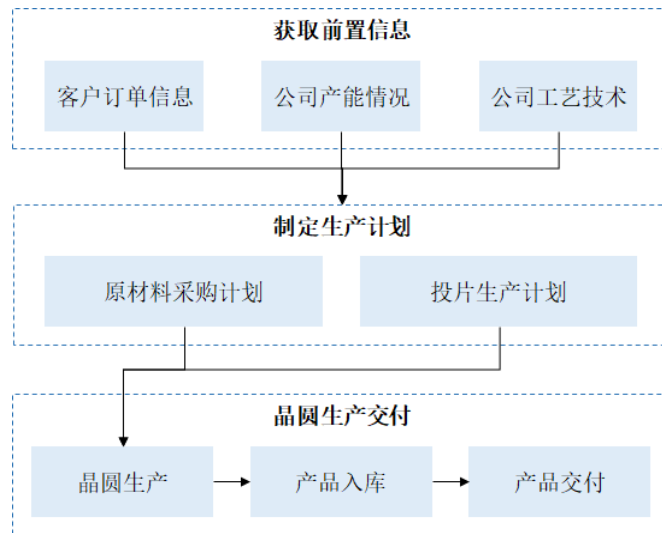 获取前置信息
客户订单信息
公司产能情况
公司工艺技术
制定生产计划
原材料采购计划
投片生产计划
晶圆生产交付
晶圆生产
产品入库
产品交付